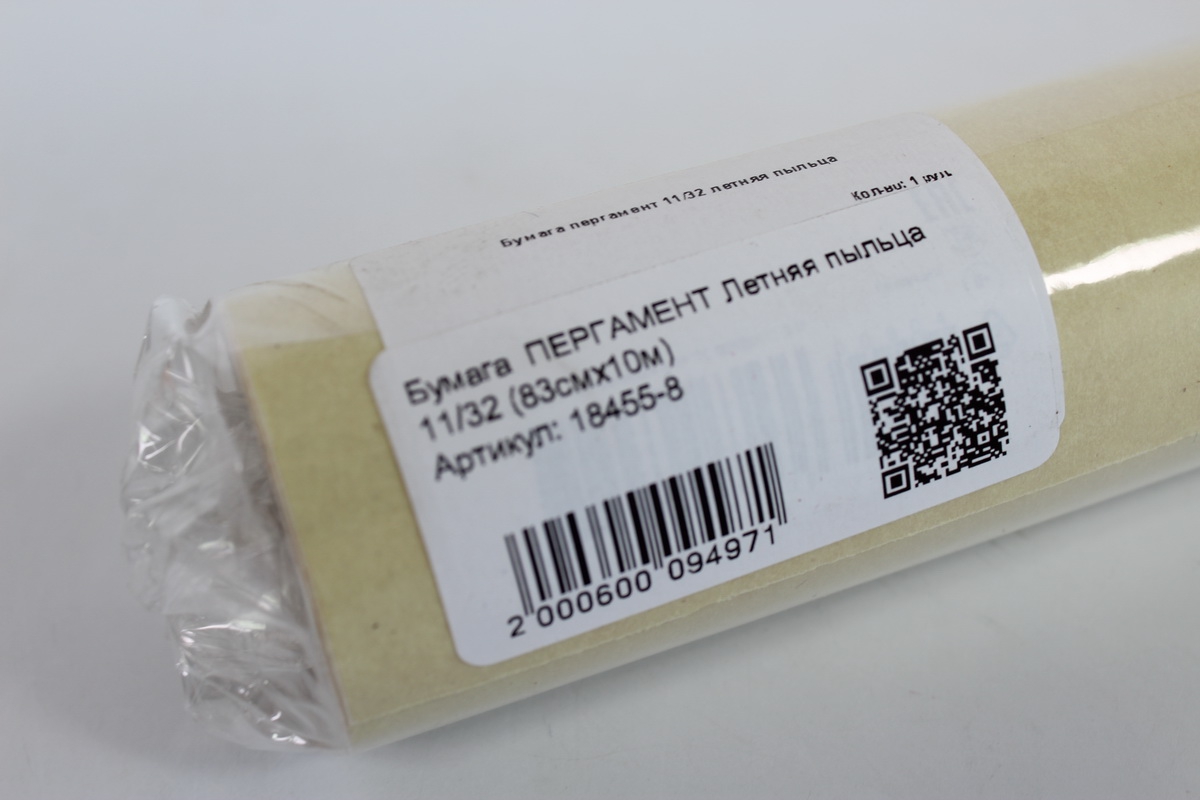 Бумага пергамент 11/32 летняя пыльца
Кол-во: 1 рул
Бумага ПЕРГАМЕНТ Летняя пыльца
11/32 (83смх10м)
Артикул: 18455-8
2 000600 094971